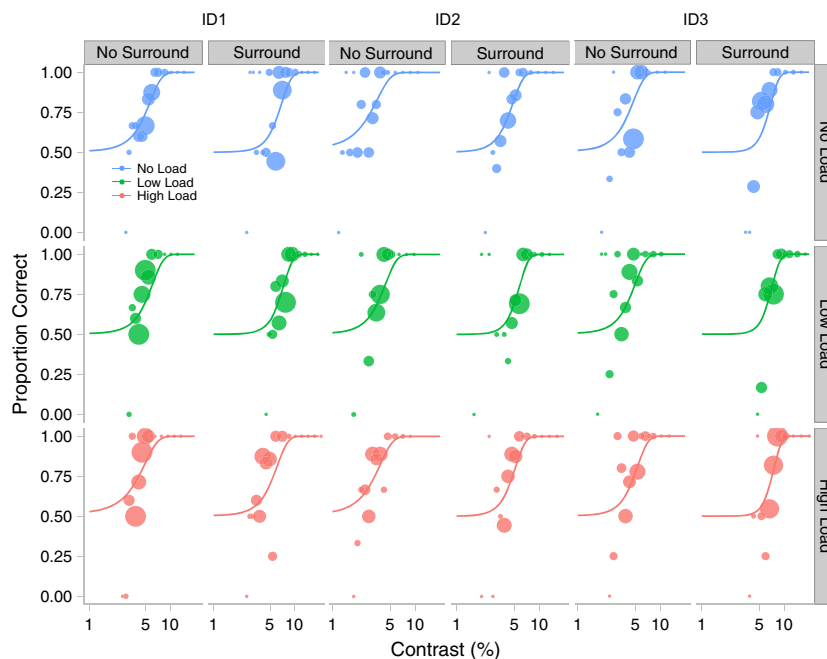 ID1 ID2 ID3
No Surround Surround No Surround Surround No Surround Surround
1.00
0.75
0.50
0.25
0.00
No Load
No Load
Low Load
High Load
1.00
0.75
0.50
0.25
0.00
Low Load
1.00
0.75
0.50
0.25
0.00
High Load
Proportion Correct
1 5 10 1 5 10 1 5 10 1 5 10 1 5 10 1 5 10
Contrast (%)